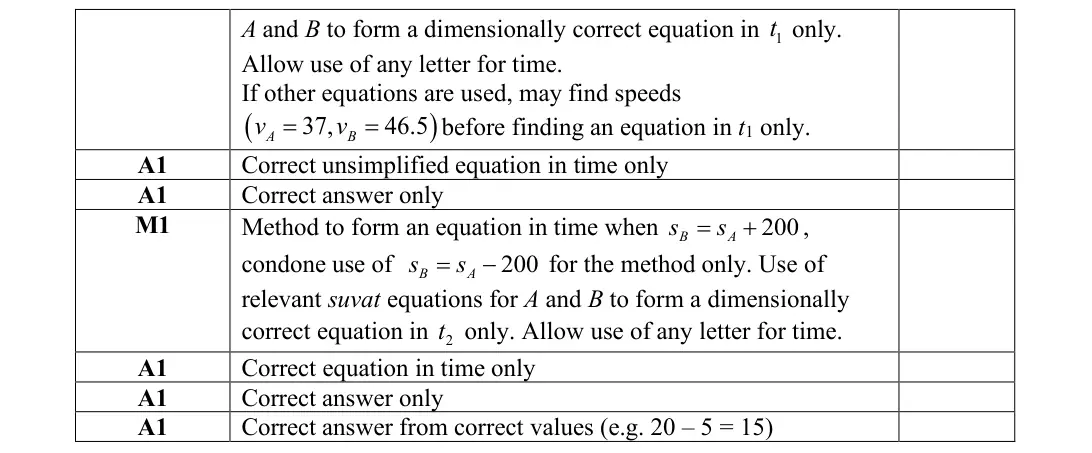 A and B to form a dimensionally correct equation in t₁ only.
Allow use of any letter for time.
If other equations are used, may find speeds
(v_A = 37, v_B = 46.5) before finding an equation in t₁ only.
A1 Correct unsimplified equation in time only
A1 Correct answer only
M1 Method to form an equation in time when s_B = s_A + 200,
condone use of s_B = s_A − 200 for the method only. Use of
relevant suvat equations for A and B to form a dimensionally
correct equation in t₂ only. Allow use of any letter for time.
A1 Correct equation in time only
A1 Correct answer only
A1 Correct answer from correct values (e.g. 20 – 5 = 15)